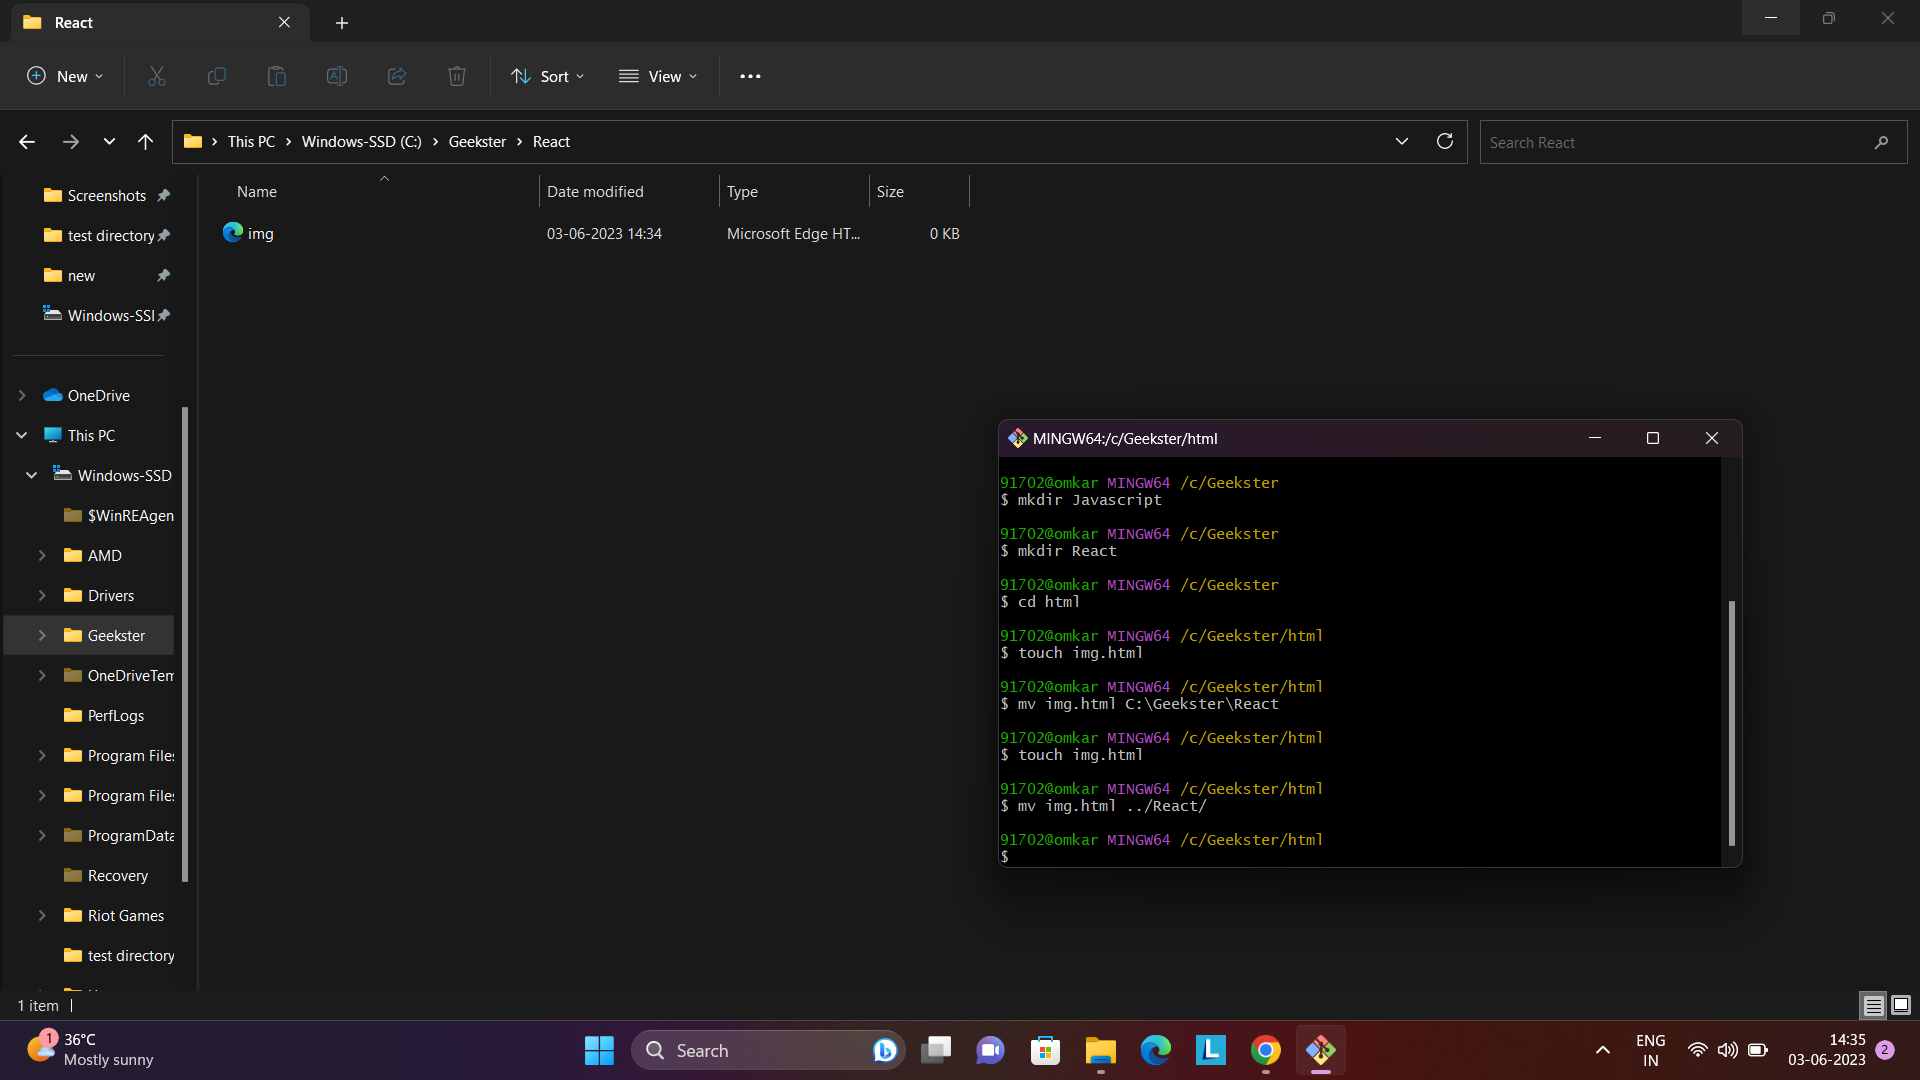 React
New
Sort
View
This PC
Windows-SSD (C:)
Geekster
React
Search React
Name
Date modified
Type
Size
img
03-06-2023 14:34
Microsoft Edge HT...
0 KB
Screenshots
test directory
new
Windows-SSI
OneDrive
This PC
Windows-SSD
$WinREAgen
AMD
Drivers
Geekster
OneDriveTem
PerfLogs
Program Files
Program Files
ProgramData
Recovery
Riot Games
test directory
1 item
MINGW64:/c/Geekster/html
91702@omkar MINGW64 /c/Geekster
$ mkdir Javascript
91702@omkar MINGW64 /c/Geekster
$ mkdir React
91702@omkar MINGW64 /c/Geekster
$ cd html
91702@omkar MINGW64 /c/Geekster/html
$ touch img.html
91702@omkar MINGW64 /c/Geekster/html
$ mv img.html C:\Geekster\React
91702@omkar MINGW64 /c/Geekster/html
$ touch img.html
91702@omkar MINGW64 /c/Geekster/html
$ mv img.html ../React/
91702@omkar MINGW64 /c/Geekster/html
$
1
36°C
Mostly sunny
Search
ENG
IN
14:35
03-06-2023
2